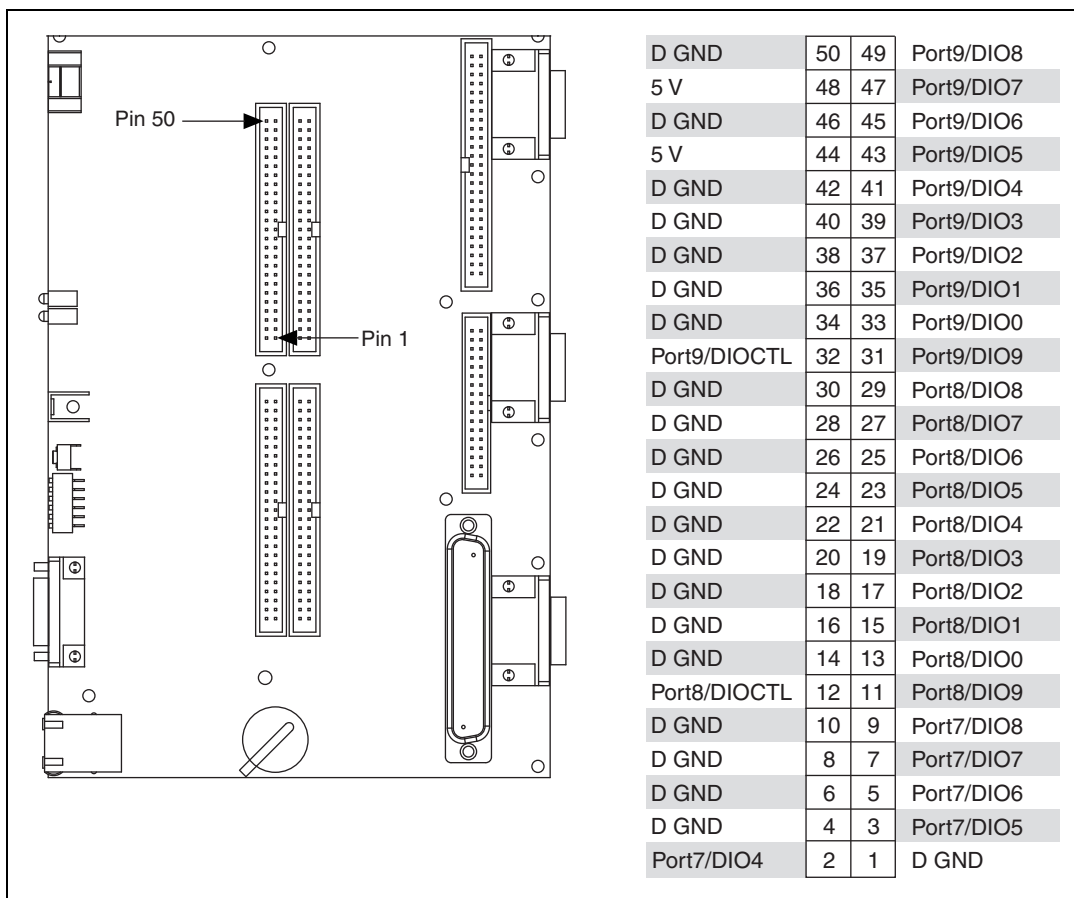 Pin 50
Pin 1
D GND 50 49 Port9/DIO8
5 V 48 47 Port9/DIO7
D GND 46 45 Port9/DIO6
5 V 44 43 Port9/DIO5
D GND 42 41 Port9/DIO4
D GND 40 39 Port9/DIO3
D GND 38 37 Port9/DIO2
D GND 36 35 Port9/DIO1
D GND 34 33 Port9/DIO0
Port9/DIOCTL 32 31 Port9/DIO9
D GND 30 29 Port8/DIO8
D GND 28 27 Port8/DIO7
D GND 26 25 Port8/DIO6
D GND 24 23 Port8/DIO5
D GND 22 21 Port8/DIO4
D GND 20 19 Port8/DIO3
D GND 18 17 Port8/DIO2
D GND 16 15 Port8/DIO1
D GND 14 13 Port8/DIO0
Port8/DIOCTL 12 11 Port8/DIO9
D GND 10 9 Port7/DIO8
D GND 8 7 Port7/DIO7
D GND 6 5 Port7/DIO6
D GND 4 3 Port7/DIO5
Port7/DIO4 2 1 D GND